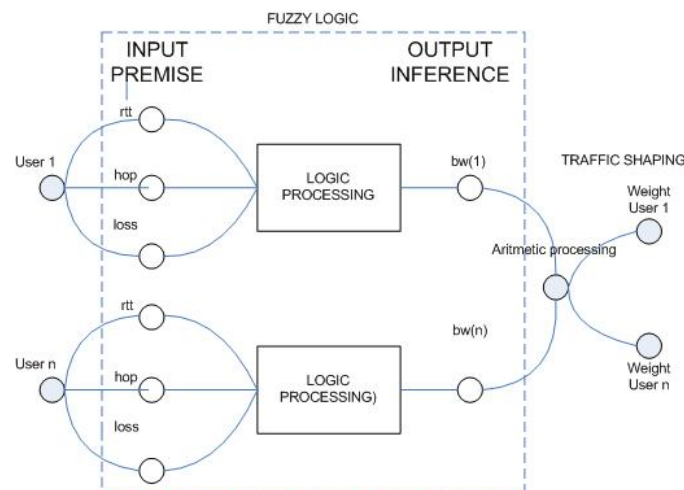 FUZZY LOGIC
INPUT
PREMISE
OUTPUT
INFERENCE
rtt
User 1
hop
loss
LOGIC
PROCESSING
bw(1)
TRAFFIC SHAPING
Weight
User 1
Aritmetic processing
rtt
User n
hop
loss
LOGIC
PROCESSING)
bw(n)
Weight
User n